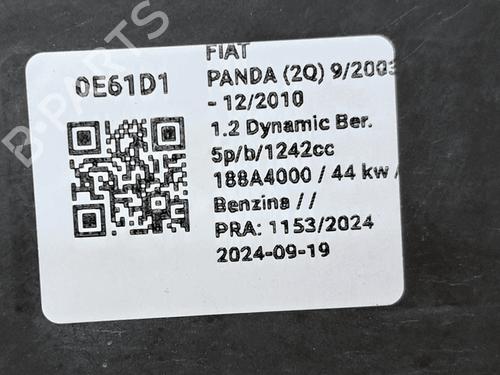 B-PARTS
0E61D1
FIAT
PANDA (2Q) 9/2003
- 12/2010
1.2 Dynamic Ber.
5p/b/1242cc
188A4000 / 44 kw /
Benzina / /
PRA: 1153/2024
2024-09-19